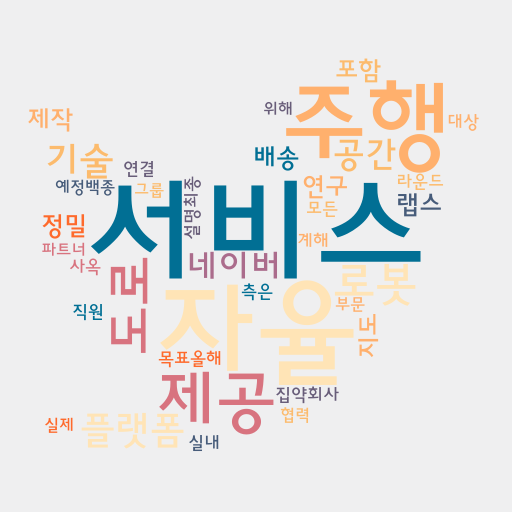 포함
위해
주행
제작
대상
기술
연결
배송
공간
예정백종
그룹
설명최종
연구
라운드
서비스
모든
랩스
정밀
파트너
사옥
네이버
계해
도로
측은
로봇
자율
부문
직원
지도
목표올해
제공
집약회사
협력
실제
플랫폼
실내